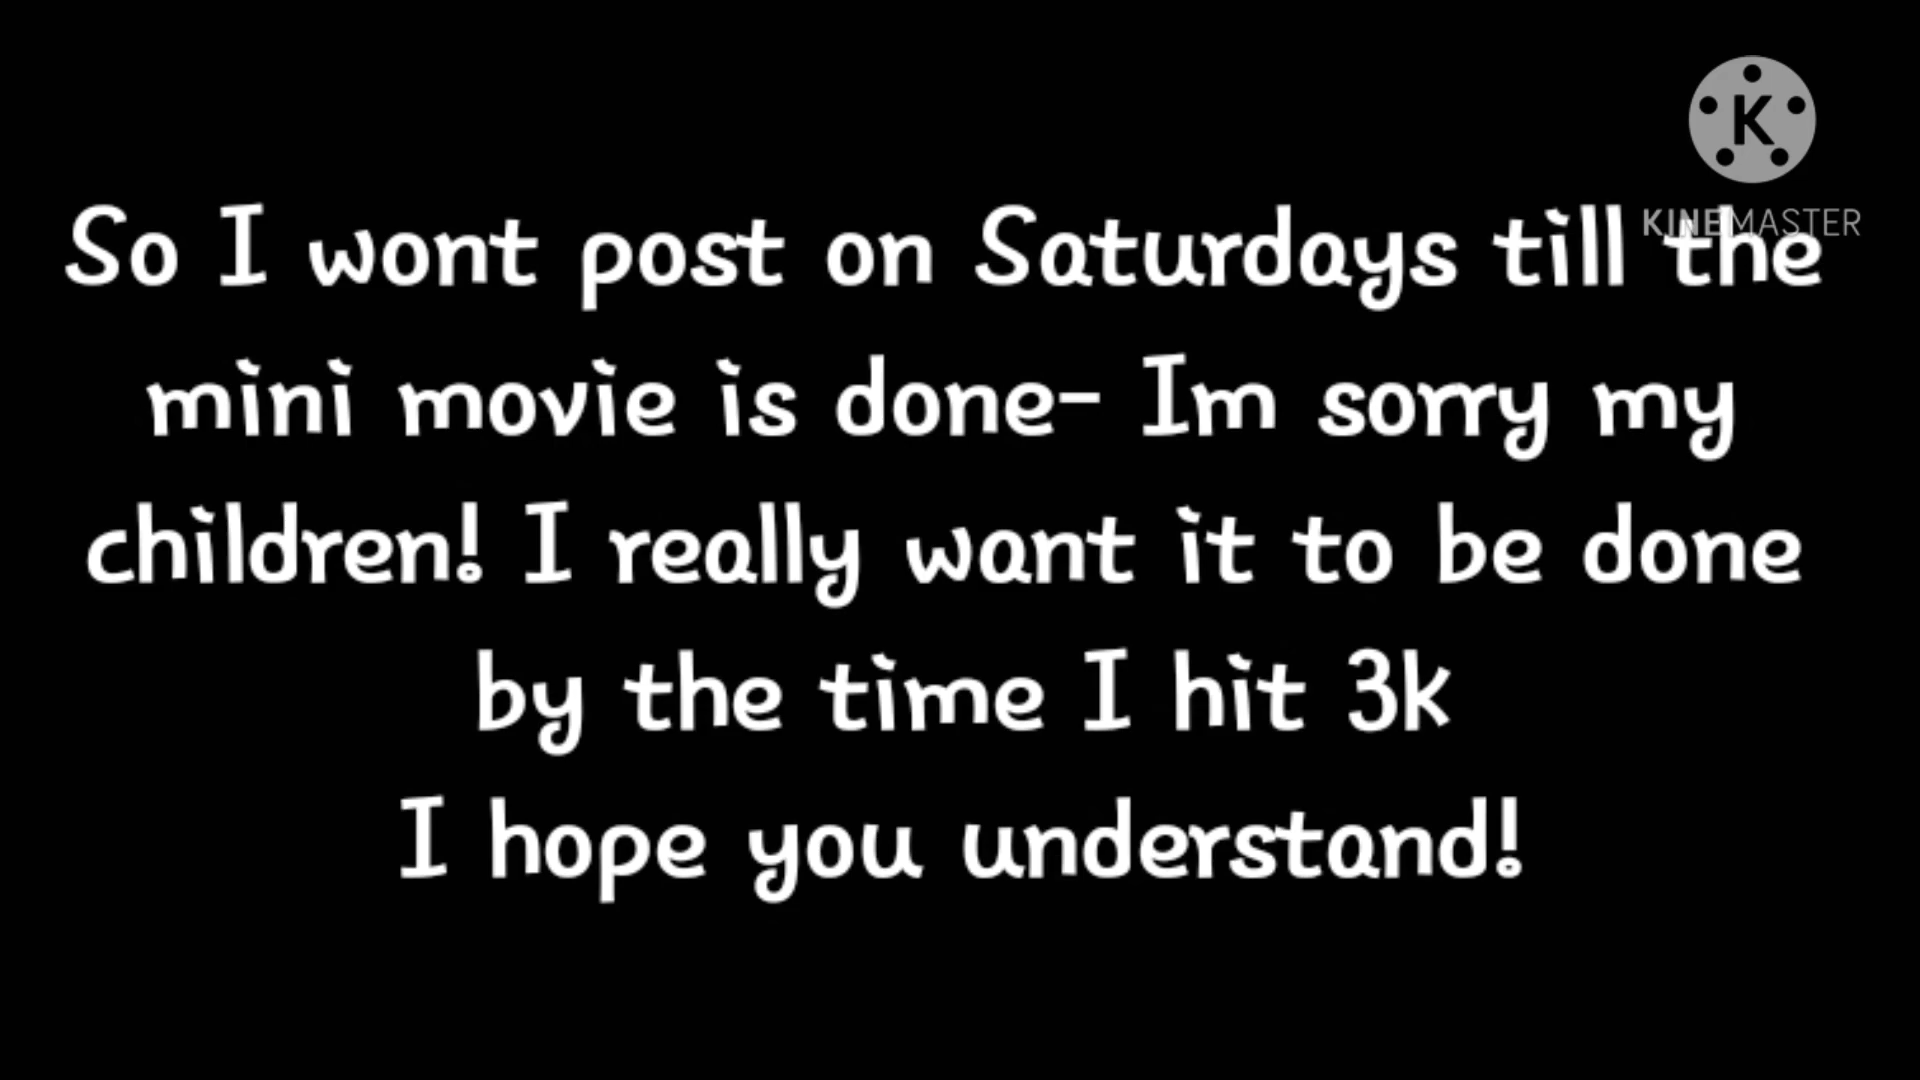 K
KINEMASTER
So I wont post on Saturdays till the
mini movie is done- Im sorry my
children! I really want it to be done
by the time I hit 3k
I hope you understand!